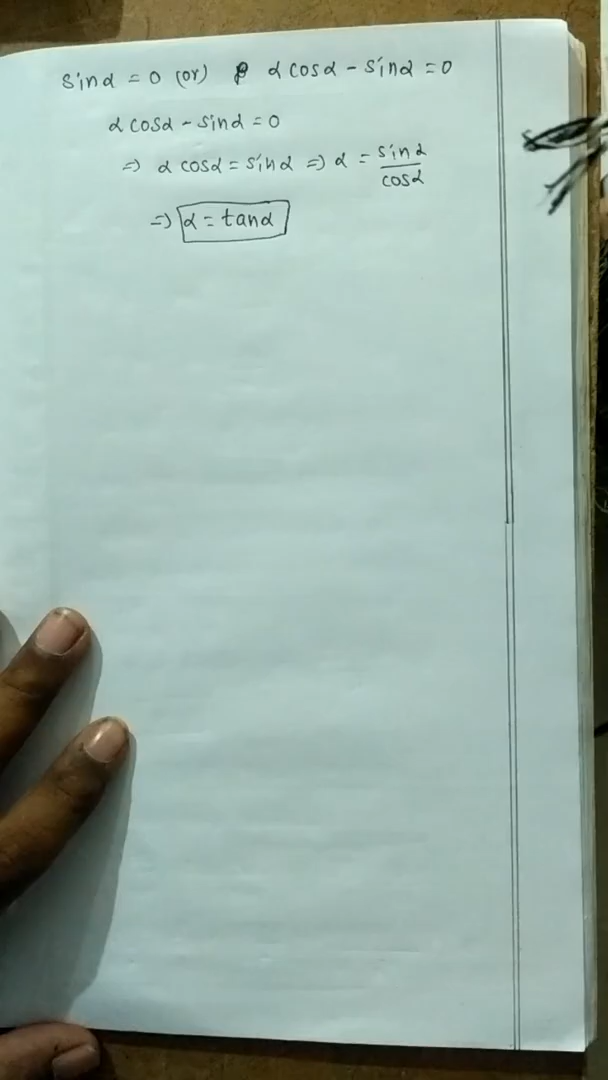 sinα = 0 (or) α cosα - sinα = 0
α cosα - sinα = 0
⇒ α cosα = sinα ⇒ α = sinα/cosα
⇒ α = tanα